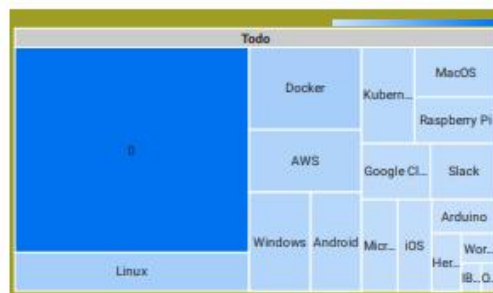 Todo
0
Linux
Docker
AWS
Windows
Android
Kubern...
MacOS
Raspberry Pi
Google Cl...
Slack
Micr...
iOS
Arduino
Her...
Wor...
IB...
O...